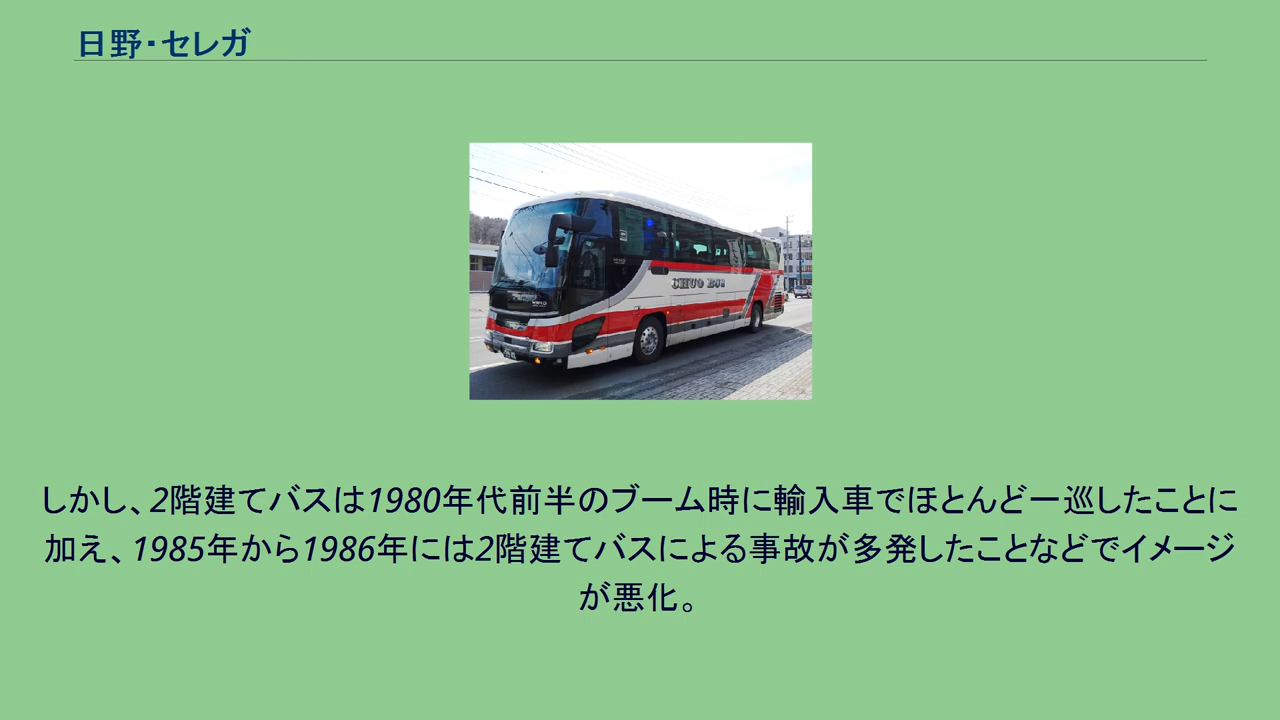 日野・セレガ
CHUO BUS
しかし、2階建てバスは1980年代前半のブーム時に輸入車でほとんど一巡したことに
加え、1985年から1986年には2階建てバスによる事故が多発したことなどでイメージ
が悪化。